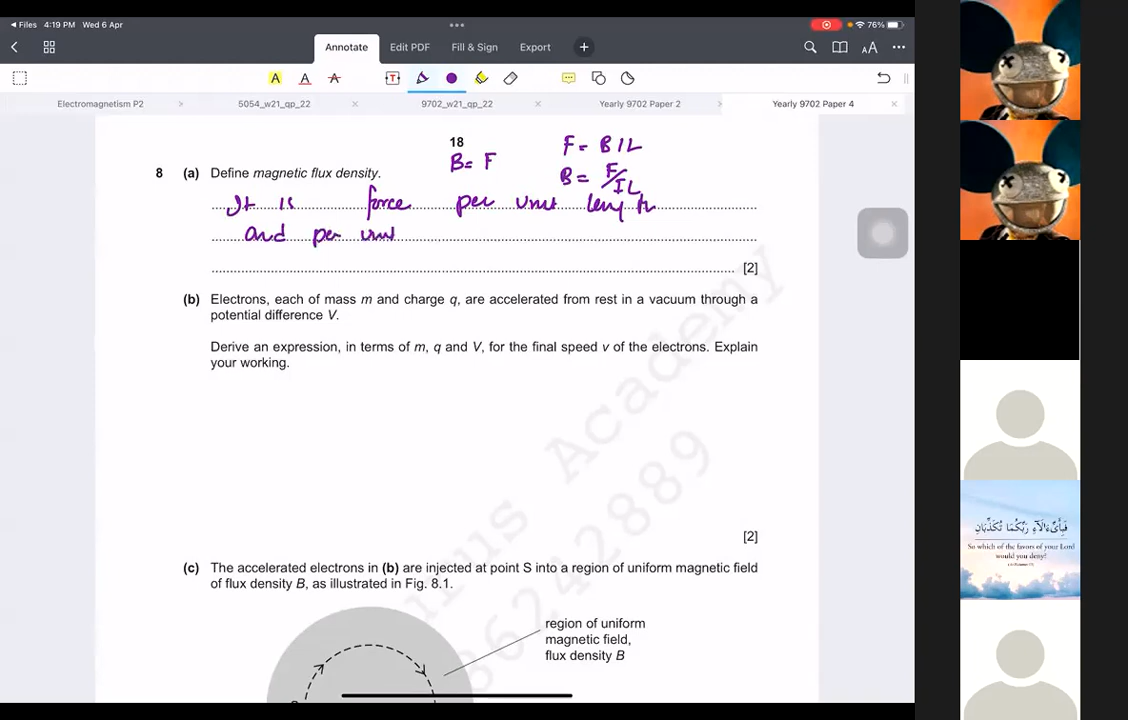 Files 4:19 PM Wed 6 Apr
76%
Annotate Edit PDF Fill & Sign Export
Electromagnetism P2 5054_w21_qp_22 9702_w21_qp_22 Yearly 9702 Paper 2 Yearly 9702 Paper 4
18
B= F
F= BIL
B= F/IL
8 (a) Define magnetic flux density.
It is force per unit length
and per unit
[2]
(b) Electrons, each of mass m and charge q, are accelerated from rest in a vacuum through a
potential difference V.
Derive an expression, in terms of m, q and V, for the final speed v of the electrons. Explain
your working.
[2]
(c) The accelerated electrons in (b) are injected at point S into a region of uniform magnetic field
of flux density B, as illustrated in Fig. 8.1.
region of uniform
magnetic field,
flux density B
Academy
8624 2889
فَبِأَيِّ آلَاءِ رَبِّكُمَا تُكَذِّبَانِ
So which of the favors of your Lord
would you deny?